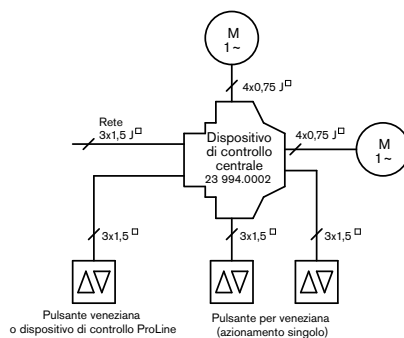 M
1~
4x0,75 J
Rete
3x1,5 J
Dispositivo
di controllo
centrale
23 994.0002
4x0,75 J
M
1~
3x1,5
3x1,5
3x1,5
Pulsante veneziana
o dispositivo di controllo ProLine
Pulsante per veneziana
(azionamento singolo)